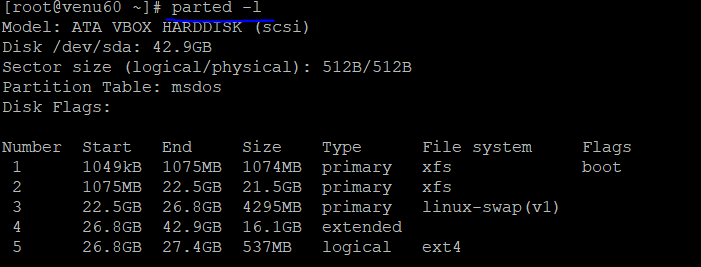 [root@venu60 ~]# parted -l
Model: ATA VBOX HARDDISK (scsi)
Disk /dev/sda: 42.9GB
Sector size (logical/physical): 512B/512B
Partition Table: msdos
Disk Flags:

Number  Start   End     Size    Type      File system     Flags
 1      1049kB  1075MB  1074MB  primary   xfs             boot
 2      1075MB  22.5GB  21.5GB  primary   xfs
 3      22.5GB  26.8GB  4295MB  primary   linux-swap(v1)
 4      26.8GB  42.9GB  16.1GB  extended
 5      26.8GB  27.4GB  537MB   logical   ext4